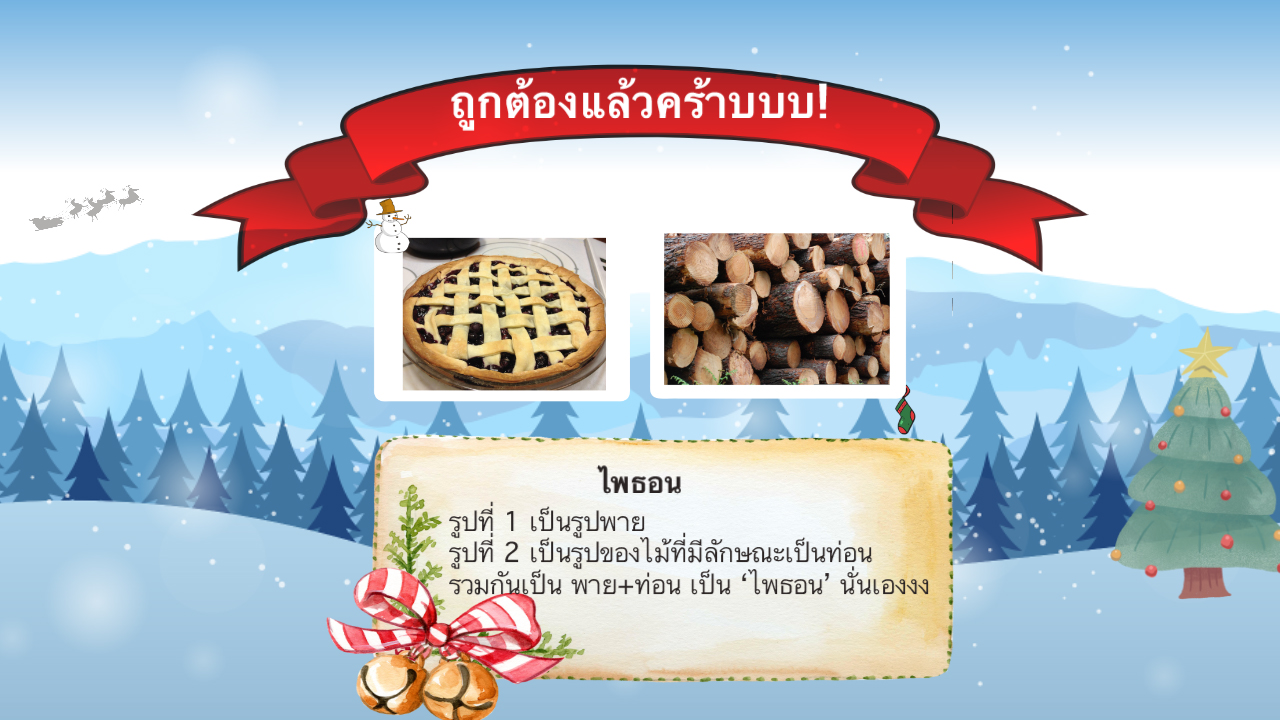 ถูกต้องแล้วคร้าบบบ!
ไพธอน
รูปที่ 1 เป็นรูปพาย
รูปที่ 2 เป็นรูปของไม้ที่มีลักษณะเป็นท่อน
รวมกันเป็น พาย+ท่อน เป็น ‘ไพธอน’ นั่นเองงง